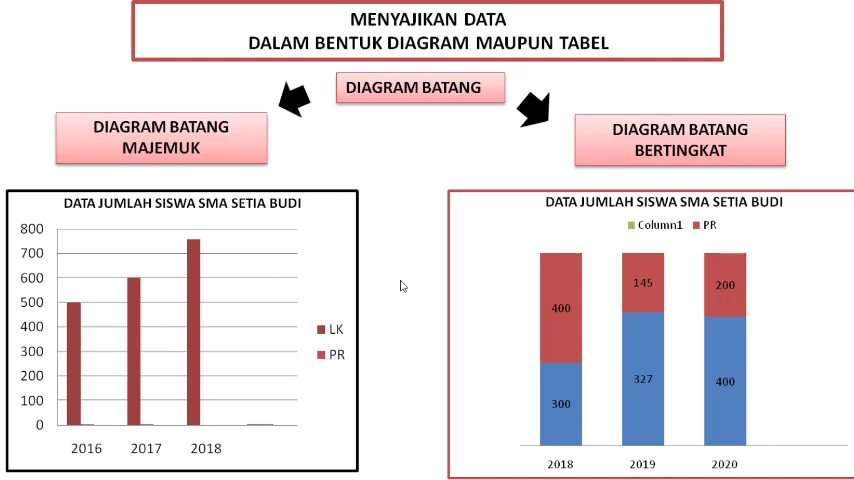 MENYAJIKAN DATA
DALAM BENTUK DIAGRAM MAUPUN TABEL
DIAGRAM BATANG
DIAGRAM BATANG
MAJEMUK
DIAGRAM BATANG
BERTINGKAT
DATA JUMLAH SISWA SMA SETIA BUDI
800
700
600
500
400
300
200
100
0
2016 2017 2018
LK
PR
DATA JUMLAH SISWA SMA SETIA BUDI
Column1 PR
400 145 200
300 327 400
2018 2019 2020